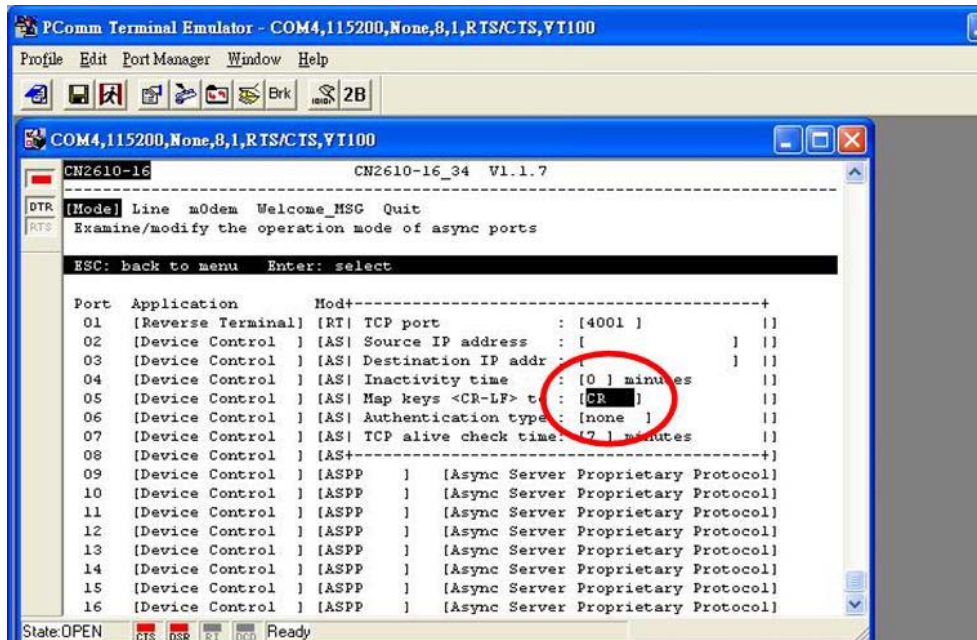 PComm Terminal Emulator - COM4,115200,None,8,1,RTS/CTS,VT100
Profile Edit Port Manager Window Help
Brk 2B
COM4,115200,None,8,1,RTS/CTS,VT100
CN2610-16 CN2610-16_34 V1.1.7
DTR [Mode] Line mOdem Welcome_MSG Quit
RTS Examine/modify the operation mode of async ports
ESC: back to menu Enter: select
Port Application Mod+----------------------------------------------+
01 [Reverse Terminal] [RT| TCP port : [4001 ] |]
02 [Device Control ] [AS| Source IP address : [ ] |]
03 [Device Control ] [AS| Destination IP addr : [ ] |]
04 [Device Control ] [AS| Inactivity time : [0 ] minutes |]
05 [Device Control ] [AS| Map keys <CR-LF> to : [CR ] |]
06 [Device Control ] [AS| Authentication type : [none ] |]
07 [Device Control ] [AS| TCP alive check time: [7 ] minutes |]
08 [Device Control ] [AS+----------------------------------------------+]
09 [Device Control ] [ASPP ] [Async Server Proprietary Protocol]
10 [Device Control ] [ASPP ] [Async Server Proprietary Protocol]
11 [Device Control ] [ASPP ] [Async Server Proprietary Protocol]
12 [Device Control ] [ASPP ] [Async Server Proprietary Protocol]
13 [Device Control ] [ASPP ] [Async Server Proprietary Protocol]
14 [Device Control ] [ASPP ] [Async Server Proprietary Protocol]
15 [Device Control ] [ASPP ] [Async Server Proprietary Protocol]
16 [Device Control ] [ASPP ] [Async Server Proprietary Protocol]
State:OPEN CTS DSR RI DCD Ready